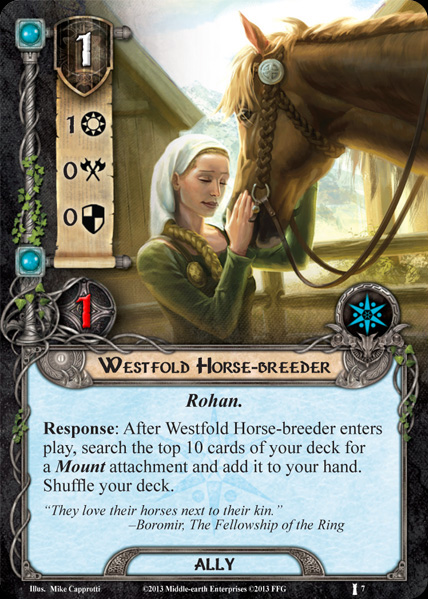 1
1
0
0
1
Westfold Horse-breeder
Rohan.
Response: After Westfold Horse-breeder enters
play, search the top 10 cards of your deck for
a Mount attachment and add it to your hand.
Shuffle your deck.
“They love their horses next to their kin.”
–Boromir, The Fellowship of the Ring
ALLY
Illus. Mike Capprotti ©2013 Middle-earth Enterprises ©2013 FFG 7